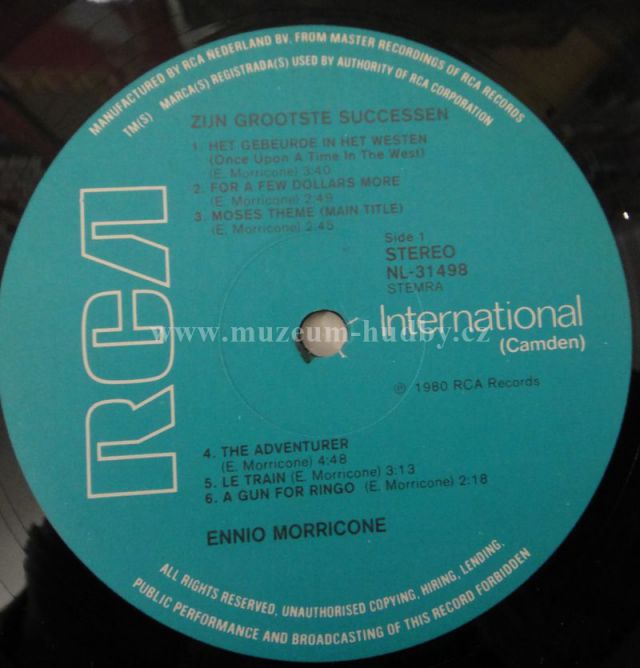 MANUFACTURED BY RCA NEDERLAND BV. FROM MASTER RECORDINGS OF RCA RECORDS
TM(S) MARCA(S) REGISTRADA(S) USED BY AUTHORITY OF RCA CORPORATION
RCA
ZIJN GROOTSTE SUCCESSEN
1. HET GEBEURDE IN HET WESTEN
(Once Upon A Time In The West)
(E. Morricone) 3:40
2. FOR A FEW DOLLARS MORE
(E. Morricone) 2:49
3. MOSES THEME (MAIN TITLE)
(E. Morricone) 2:45
Side 1
STEREO
NL-31498
STEMRA
www.muzeum-hudby.cz
International
(Camden)
℗ 1980 RCA Records
4. THE ADVENTURER
(E. Morricone) 4:48
5. LE TRAIN (E. Morricone) 3:13
6. A GUN FOR RINGO (E. Morricone) 2:18
ENNIO MORRICONE
ALL RIGHTS RESERVED, UNAUTHORISED COPYING, HIRING, LENDING,
PUBLIC PERFORMANCE AND BROADCASTING OF THIS RECORD FORBIDDEN